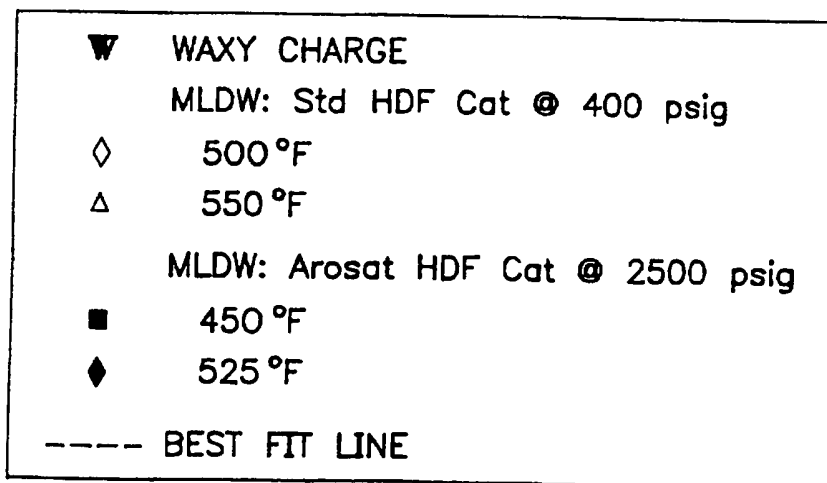 WAXY CHARGE
MLDW: Std HDF Cat @ 400 psig
500°F
550°F
MLDW: Arosat HDF Cat @ 2500 psig
450°F
525°F
BEST FIT LINE